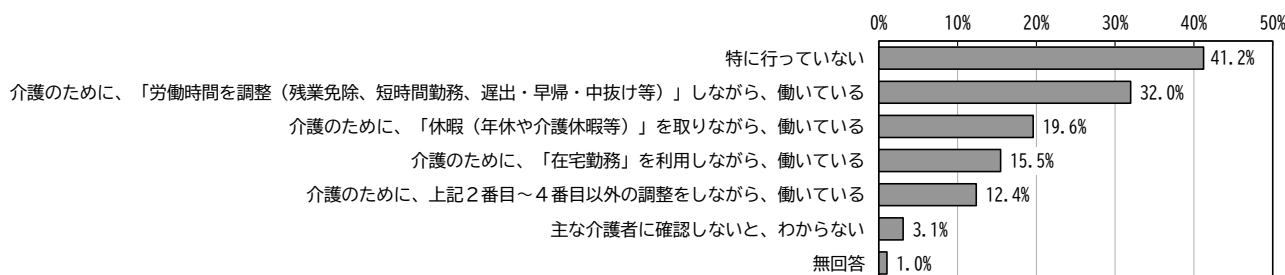 0% 10% 20% 30% 40% 50%
特に行っていない 41.2%
介護のために、「労働時間を調整（残業免除、短時間勤務、遅出・早帰・中抜け等）」しながら、働いている 32.0%
介護のために、「休暇（年休や介護休暇等）」を取りながら、働いている 19.6%
介護のために、「在宅勤務」を利用しながら、働いている 15.5%
介護のために、上記２番目～４番目以外の調整をしながら、働いている 12.4%
主な介護者に確認しないと、わからない 3.1%
無回答 1.0%